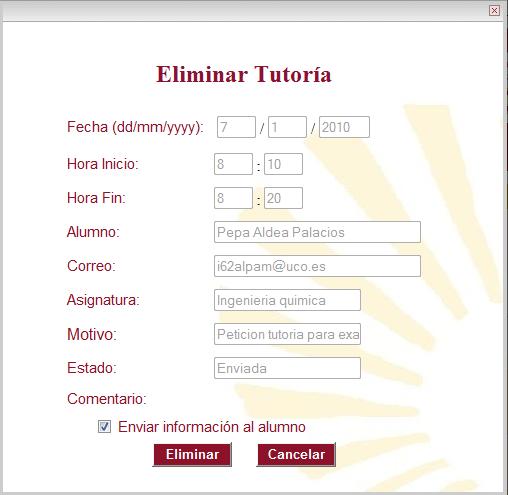 Eliminar Tutoría
Fecha (dd/mm/yyyy): 7 / 1 / 2010
Hora Inicio: 8 : 10
Hora Fin: 8 : 20
Alumno: Pepa Aldea Palacios
Correo: i62alpam@uco.es
Asignatura: Ingenieria quimica
Motivo: Peticion tutoria para exa
Estado: Enviada
Comentario:
Enviar información al alumno
Eliminar Cancelar